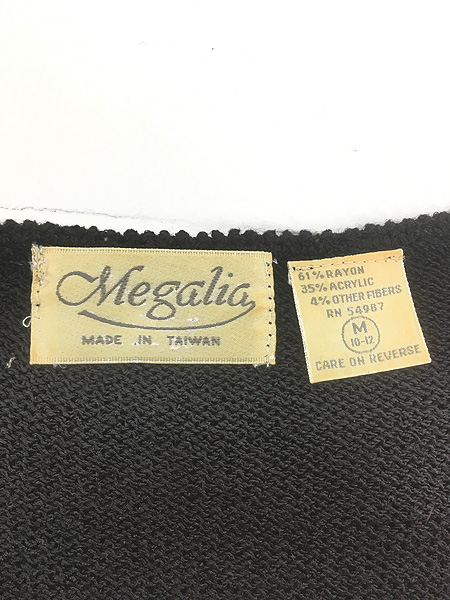 Megalia
MADE IN TAIWAN
61% RAYON
35% ACRYLIC
4% OTHER FIBERS
RN 54987
M
10-12
CARE ON REVERSE